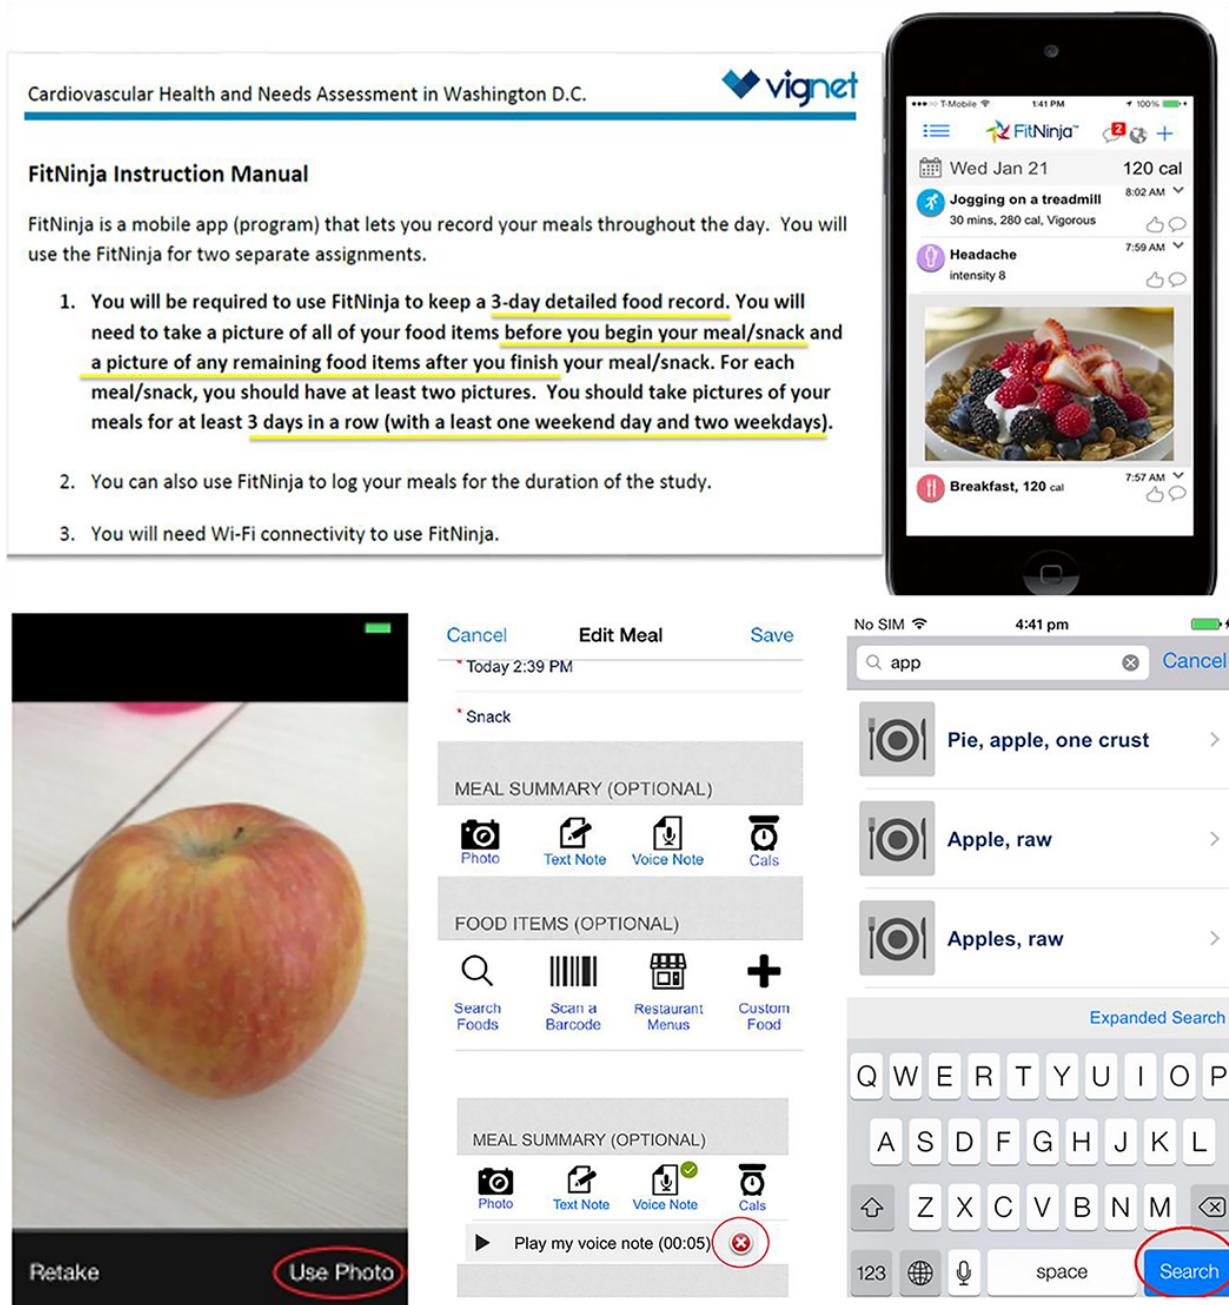 Cardiovascular Health and Needs Assessment in Washington D.C.
vignet
FitNinja Instruction Manual
FitNinja is a mobile app (program) that lets you record your meals throughout the day. You will
use the FitNinja for two separate assignments.
1. You will be required to use FitNinja to keep a 3-day detailed food record. You will
need to take a picture of all of your food items before you begin your meal/snack and
a picture of any remaining food items after you finish your meal/snack. For each
meal/snack, you should have at least two pictures. You should take pictures of your
meals for at least 3 days in a row (with a least one weekend day and two weekdays).
2. You can also use FitNinja to log your meals for the duration of the study.
3. You will need Wi-Fi connectivity to use FitNinja.
T-Mobile 1:41 PM 100%
FitNinja™ 2
Wed Jan 21 120 cal
Jogging on a treadmill 8:02 AM
30 mins, 280 cal, Vigorous
Headache 7:59 AM
intensity 8
Breakfast, 120 cal 7:57 AM
Retake Use Photo
Cancel Edit Meal Save
* Today 2:39 PM
* Snack
MEAL SUMMARY (OPTIONAL)
Photo Text Note Voice Note Cals
FOOD ITEMS (OPTIONAL)
Search Scan a Restaurant Custom
Foods Barcode Menus Food
MEAL SUMMARY (OPTIONAL)
Photo Text Note Voice Note Cals
Play my voice note (00:05)
No SIM 4:41 pm
app Cancel
Pie, apple, one crust
Apple, raw
Apples, raw
Expanded Search
Q W E R T Y U I O P
A S D F G H J K L
Z X C V B N M
123 space Search